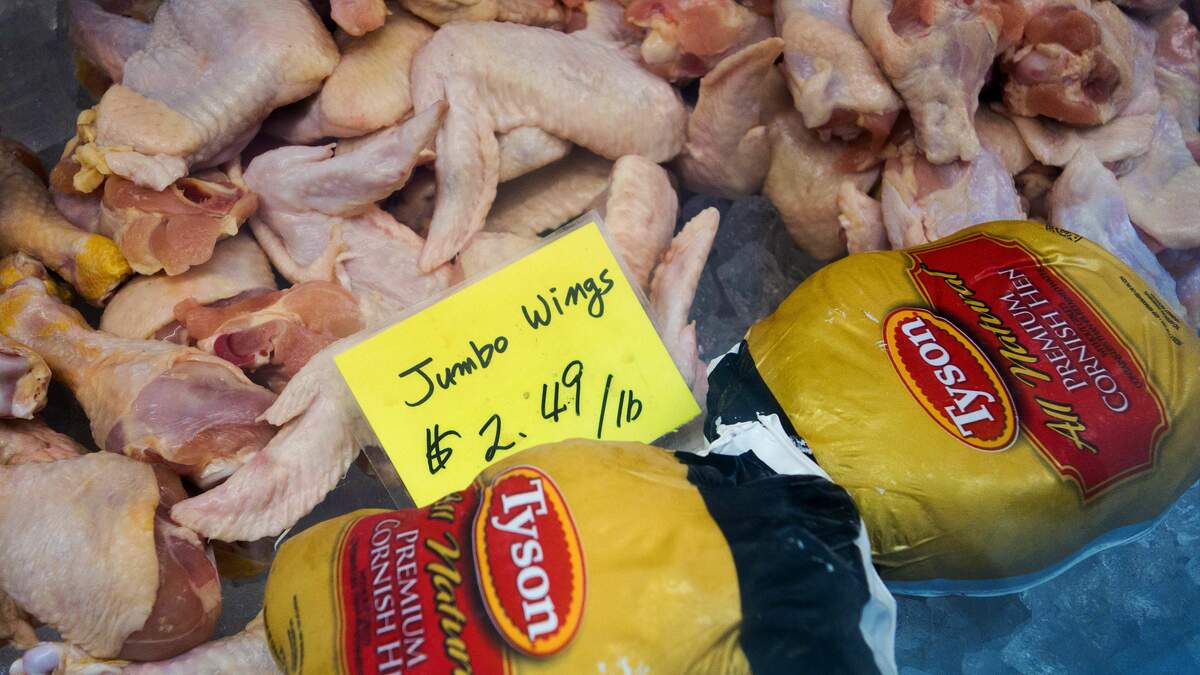 Jumbo Wings
$ 2.49/lb
Tyson
All Natural
PREMIUM
CORNISH HEN
Tyson
All Natural
PREMIUM
CORNISH H